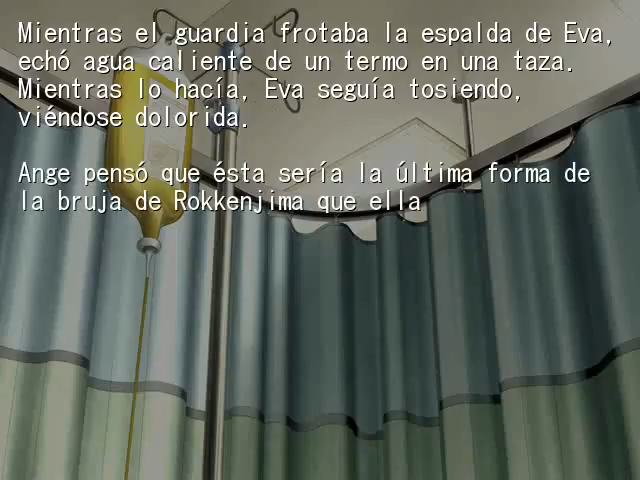 Mientras el guardia frotaba la espalda de Eva,
echó agua caliente de un termo en una taza.
Mientras lo hacía, Eva seguía tosiendo,
viéndose dolorida.
Ange pensó que ésta sería la última forma de
la bruja de Rokkenjima que ella